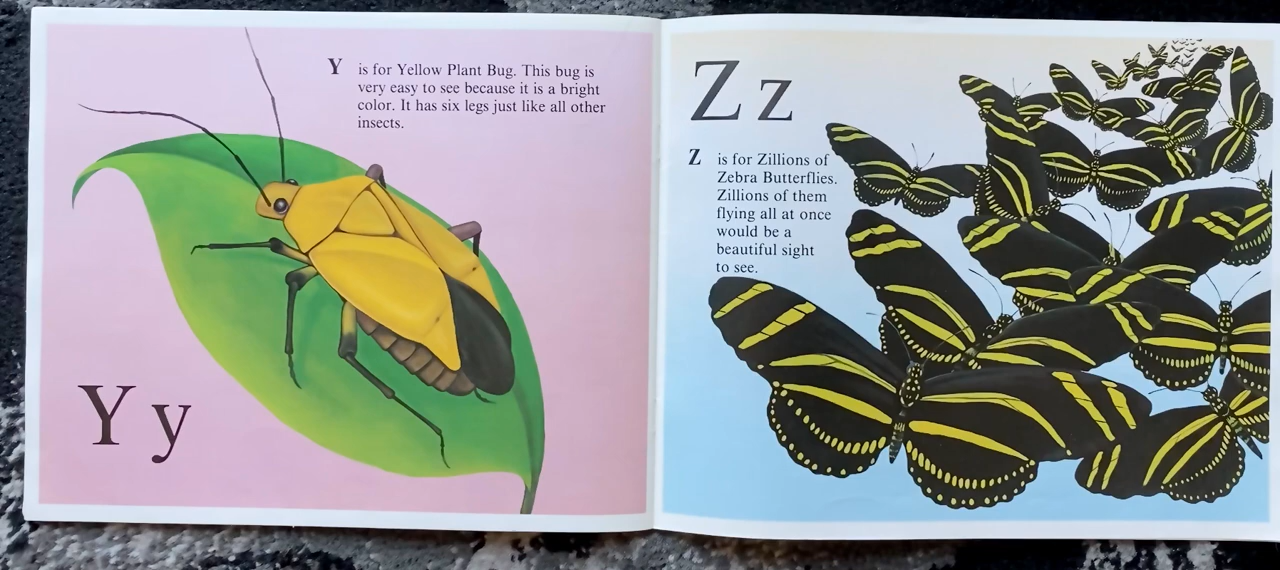 Y is for Yellow Plant Bug. This bug is
very easy to see because it is a bright
color. It has six legs just like all other
insects.
Y y
Z z
Z is for Zillions of
Zebra Butterflies.
Zillions of them
flying all at once
would be a
beautiful sight
to see.